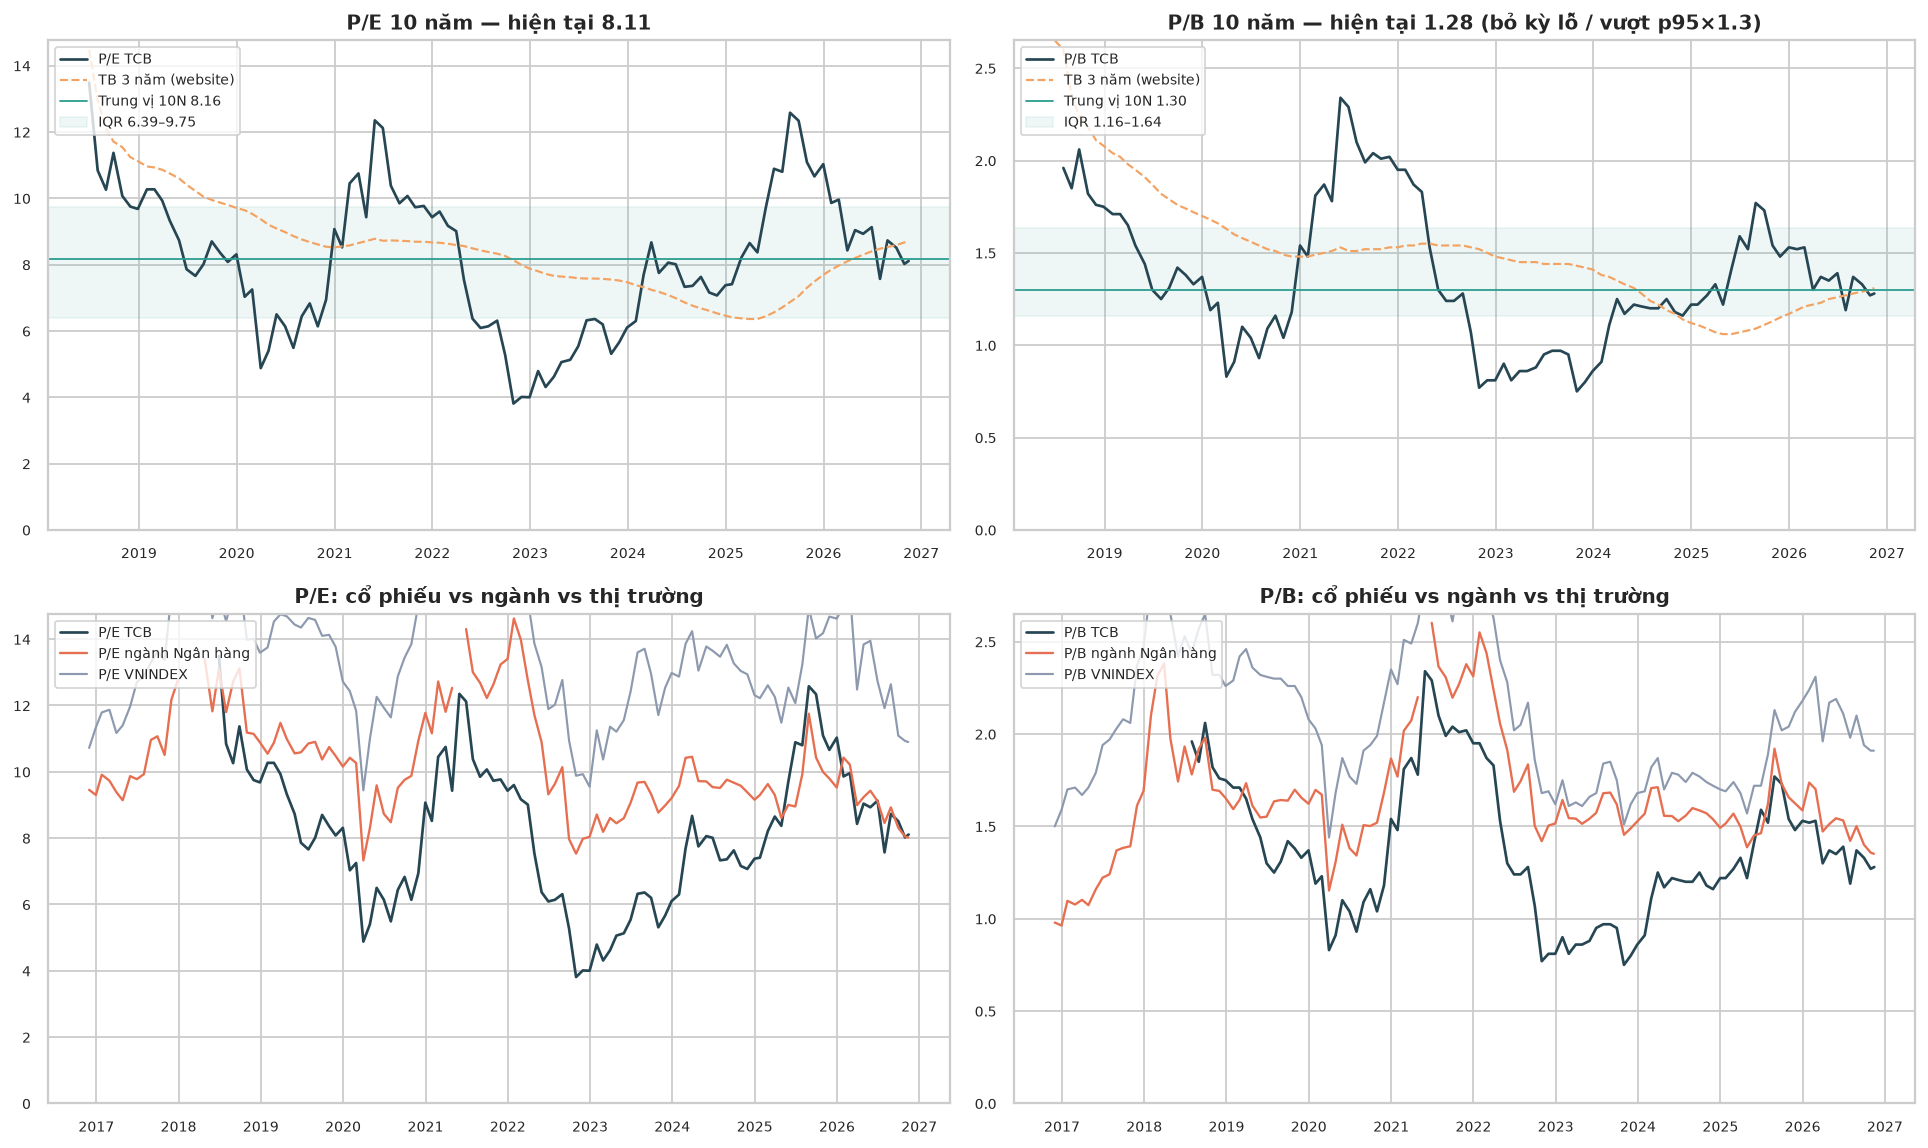 P/E 10 năm — hiện tại 8.11
14
12
10
8
6
4
2
0
P/E TCB
TB 3 năm (website)
Trung vị 10N 8.16
IQR 6.39–9.75
2019 2020 2021 2022 2023 2024 2025 2026 2027
P/B 10 năm — hiện tại 1.28 (bỏ kỳ lỗ / vượt p95×1.3)
2.5
2.0
1.5
1.0
0.5
0.0
P/B TCB
TB 3 năm (website)
Trung vị 10N 1.30
IQR 1.16–1.64
2019 2020 2021 2022 2023 2024 2025 2026 2027
P/E: cổ phiếu vs ngành vs thị trường
14
12
10
8
6
4
2
0
P/E TCB
P/E ngành Ngân hàng
P/E VNINDEX
2017 2018 2019 2020 2021 2022 2023 2024 2025 2026 2027
P/B: cổ phiếu vs ngành vs thị trường
2.5
2.0
1.5
1.0
0.5
0.0
P/B TCB
P/B ngành Ngân hàng
P/B VNINDEX
2017 2018 2019 2020 2021 2022 2023 2024 2025 2026 2027